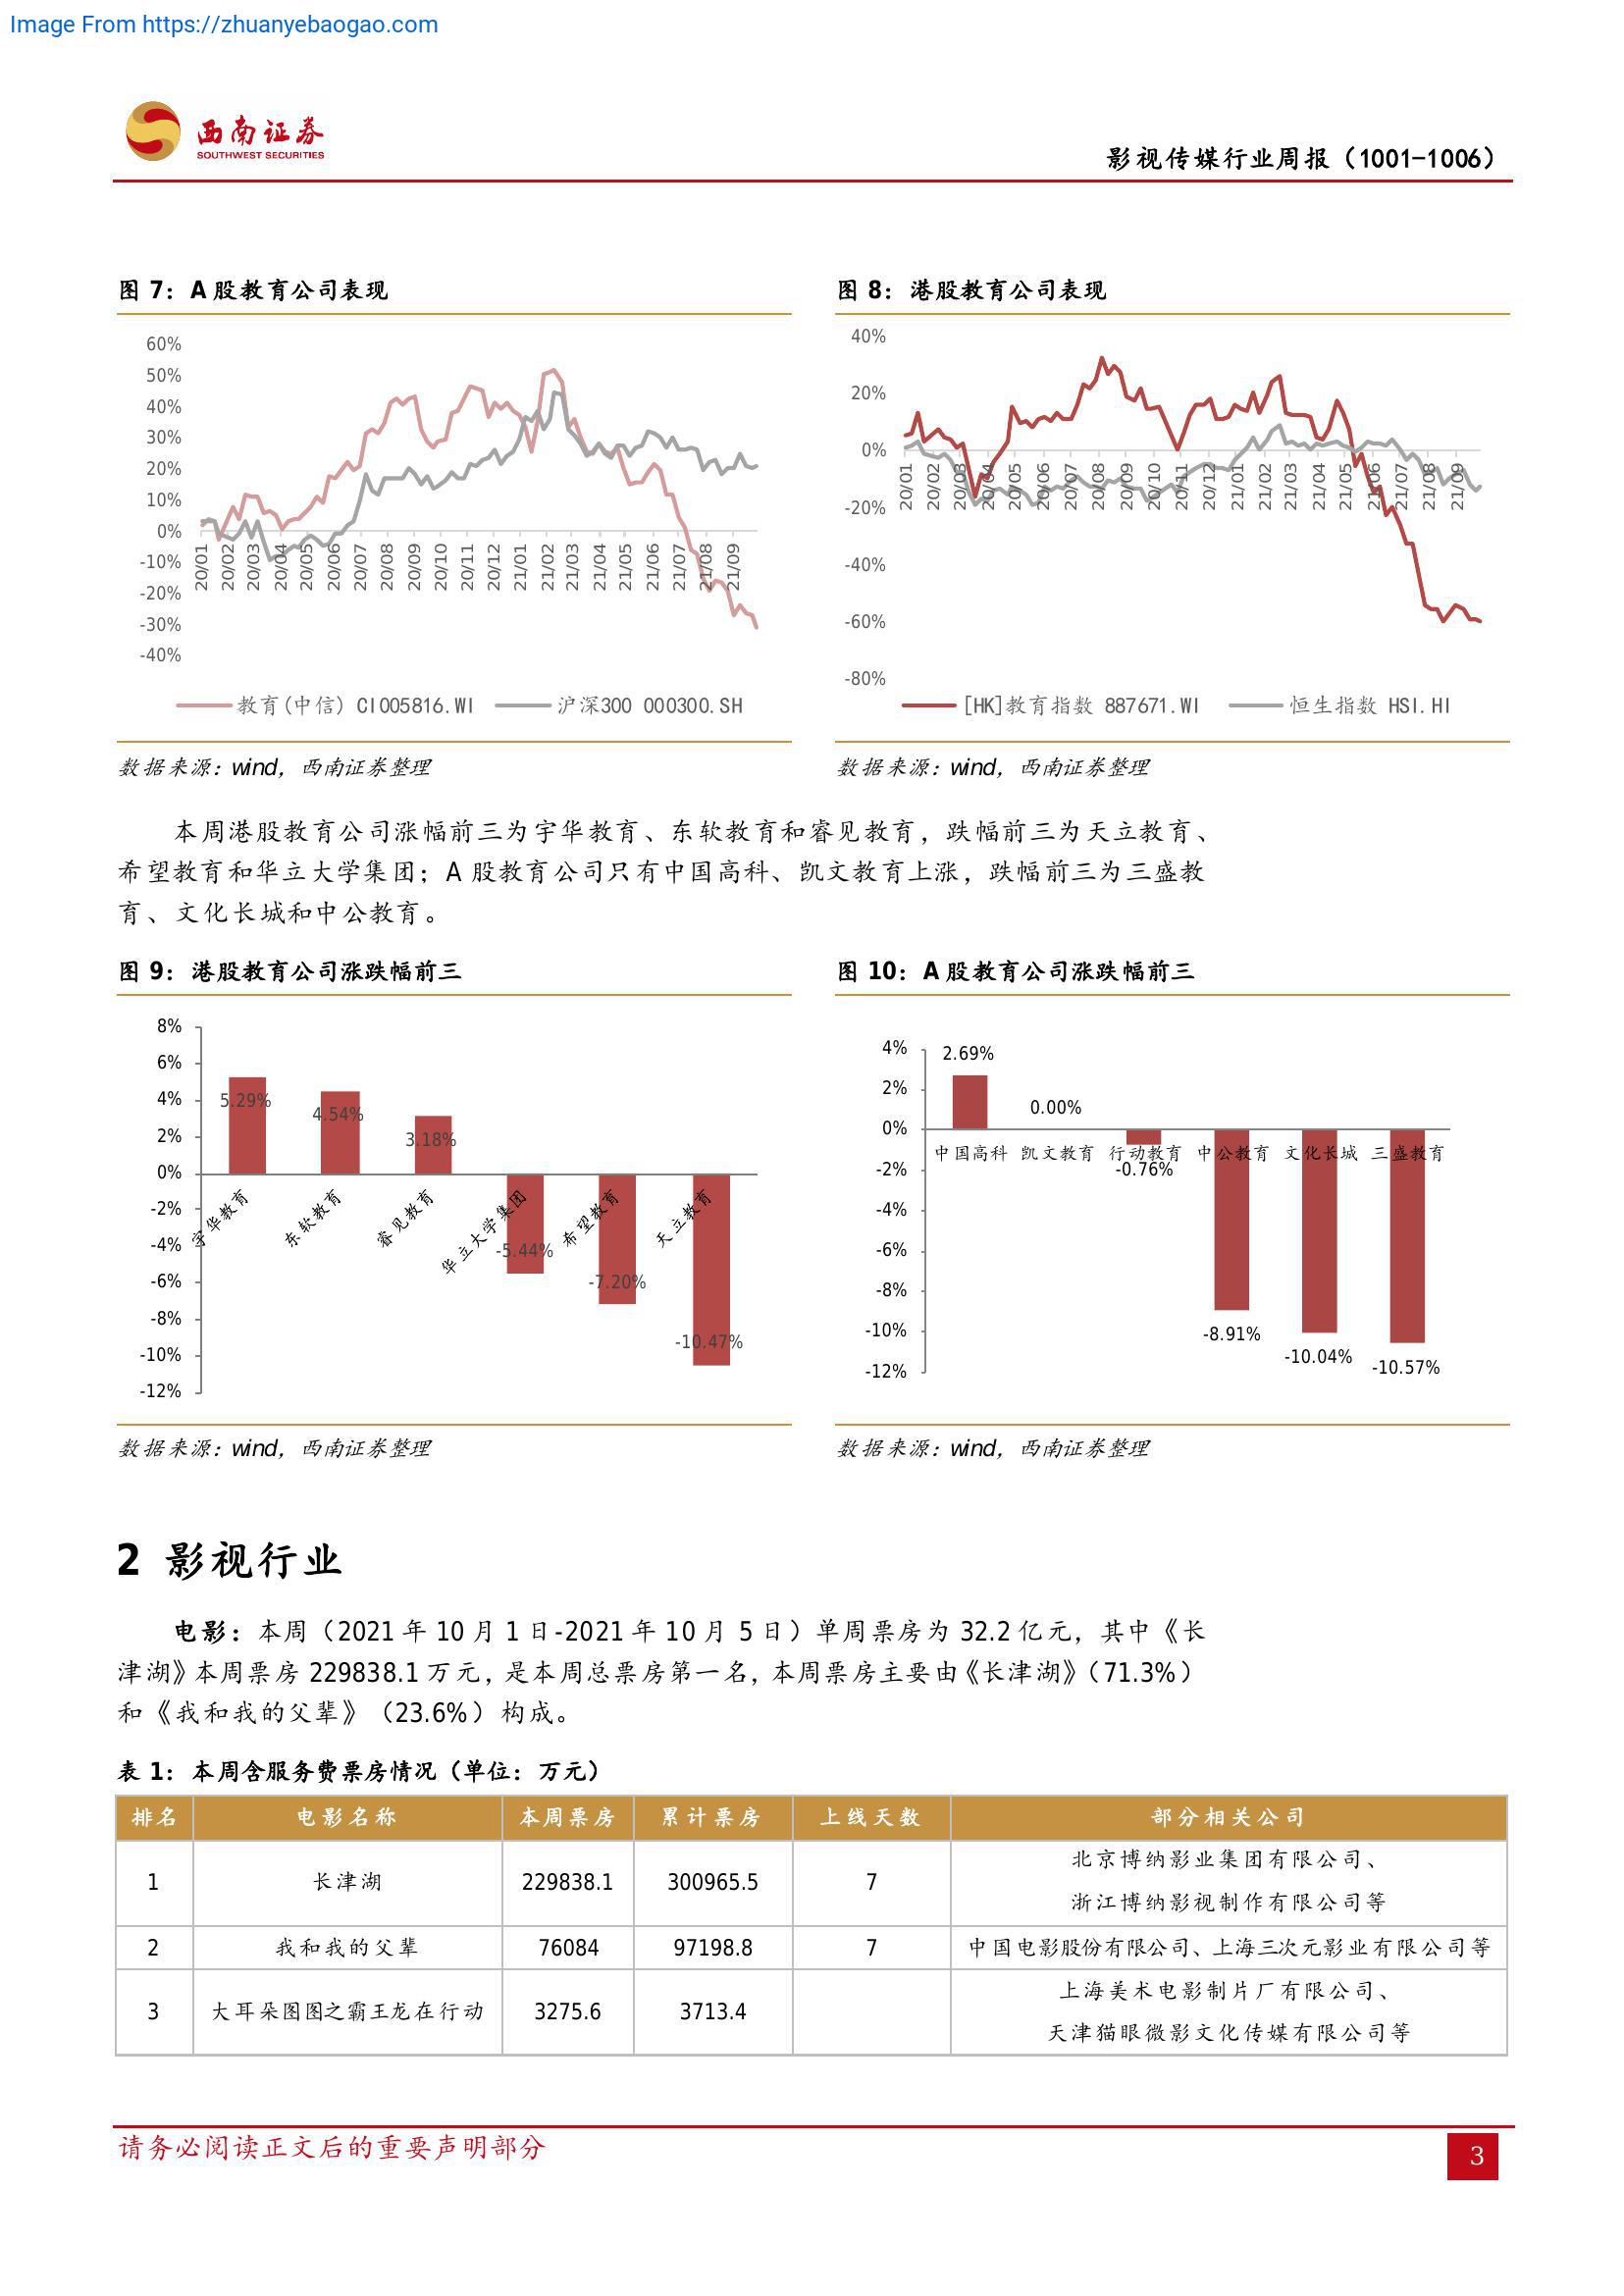 Image From https://zhuanyebaogao.com
西南证券
SOUTHWEST SECURITIES
影视传媒行业周报（1001-1006）
图 7：A 股教育公司表现
60%
50%
40%
30%
20%
10%
0%
-10%
-20%
-30%
-40%
20/01
20/02
20/03
20/04
20/05
20/06
20/07
20/08
20/09
20/10
20/11
20/12
21/01
21/02
21/03
21/04
21/05
21/06
21/07
21/08
21/09
教育(中信) CI005816.WI
沪深300 000300.SH
数据来源：wind，西南证券整理
图 8：港股教育公司表现
40%
20%
0%
-20%
-40%
-60%
-80%
20/01
20/02
20/03
20/04
20/05
20/06
20/07
20/08
20/09
20/10
20/11
20/12
21/01
21/02
21/03
21/04
21/05
21/06
21/07
21/08
21/09
[HK]教育指数 887671.WI
恒生指数 HSI.HI
数据来源：wind，西南证券整理
本周港股教育公司涨幅前三为宇华教育、东软教育和睿见教育，跌幅前三为天立教育、
希望教育和华立大学集团；A 股教育公司只有中国高科、凯文教育上涨，跌幅前三为三盛教
育、文化长城和中公教育。
图 9：港股教育公司涨跌幅前三
8%
6%
4%
2%
0%
-2%
-4%
-6%
-8%
-10%
-12%
5.29%
4.54%
3.18%
-5.44%
-7.20%
-10.47%
宇华教育
东软教育
睿见教育
华立大学集团
希望教育
天立教育
数据来源：wind，西南证券整理
图 10：A 股教育公司涨跌幅前三
4%
2%
0%
-2%
-4%
-6%
-8%
-10%
-12%
2.69%
0.00%
-0.76%
-8.91%
-10.04%
-10.57%
中国高科
凯文教育
行动教育
中公教育
文化长城
三盛教育
数据来源：wind，西南证券整理
2 影视行业
电影：本周（2021 年 10 月 1 日-2021 年 10 月 5 日）单周票房为 32.2 亿元，其中《长
津湖》本周票房 229838.1 万元，是本周总票房第一名，本周票房主要由《长津湖》（71.3%）
和《我和我的父辈》（23.6%）构成。
表 1：本周含服务费票房情况（单位：万元）
排名 电影名称 本周票房 累计票房 上线天数 部分相关公司
1 长津湖 229838.1 300965.5 7 北京博纳影业集团有限公司、
浙江博纳影视制作有限公司等
2 我和我的父辈 76084 97198.8 7 中国电影股份有限公司、上海三次元影业有限公司等
3 大耳朵图图之霸王龙在行动 3275.6 3713.4 上海美术电影制片厂有限公司、
天津猫眼微影文化传媒有限公司等
请务必阅读正文后的重要声明部分
3